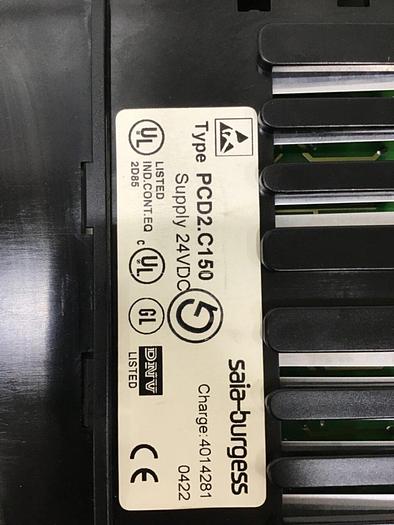 Type PCD2.C150
Supply 24VDC
UL LISTED
IND.CONT.EQ
2D85
c UL
GL
DNV
LISTED
CE
saia-burgess
Charge:4014281
0422